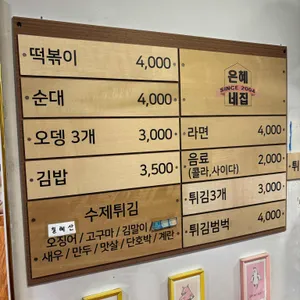 떡볶이 4,000
순대 4,000
오뎅 3개 3,000
김밥 3,500
수제튀김
오징어 / 고구마 / 김말이 /
새우 / 만두 / 맛살 / 단호박 / 계란
은혜
SINCE 2004
네집
라면 4,000
음료 2,000
(콜라,사이다)
튀김3개 3,000
튀김범벅 4,000